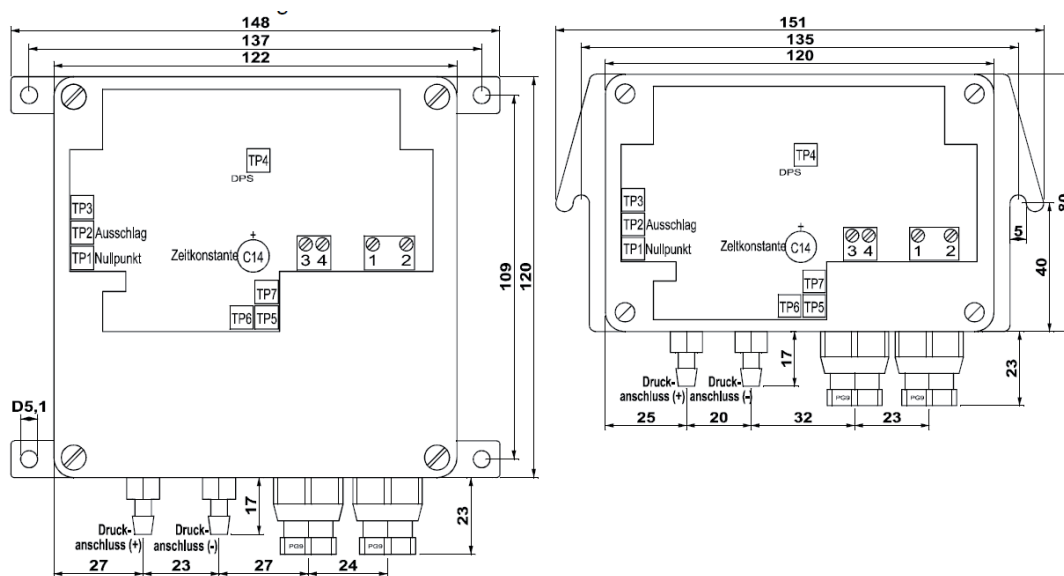 148
137
122
TP4
DPS
TP3
TP2 Ausschlag
TP1 Nullpunkt
Zeitkonstante
+
C14
3 4
1 2
TP7
TP6 TP5
109
120
D5,1
17
23
Druck-
anschluss (+)
Druck-
anschluss (-)
PG9
PG9
27
23
27
24
151
135
120
TP4
DPS
TP3
TP2 Ausschlag
TP1 Nullpunkt
Zeitkonstante
+
C14
3 4
1 2
TP7
TP6 TP5
5
40
80
17
23
Druck-
anschluss (+)
Druck-
anschluss (-)
PG9
PG9
25
20
32
23